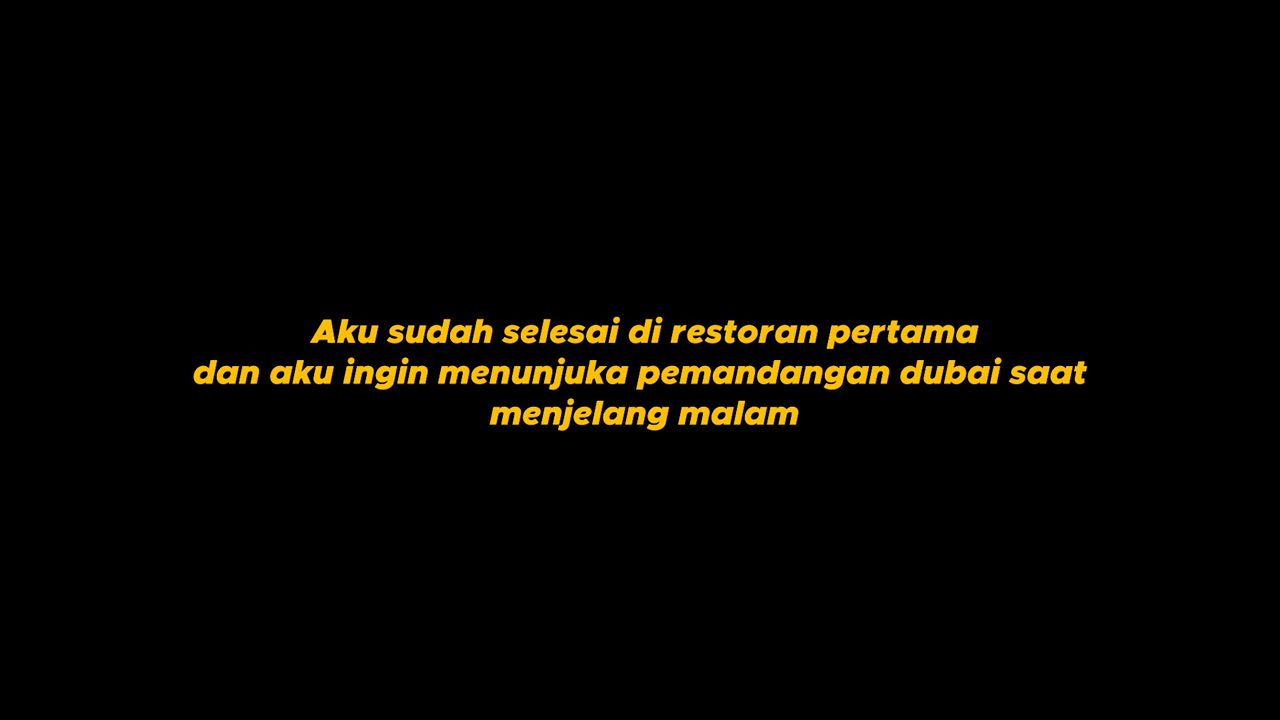 Aku sudah selesai di restoran pertama
dan aku ingin menunjuka pemandangan dubai saat
menjelang malam